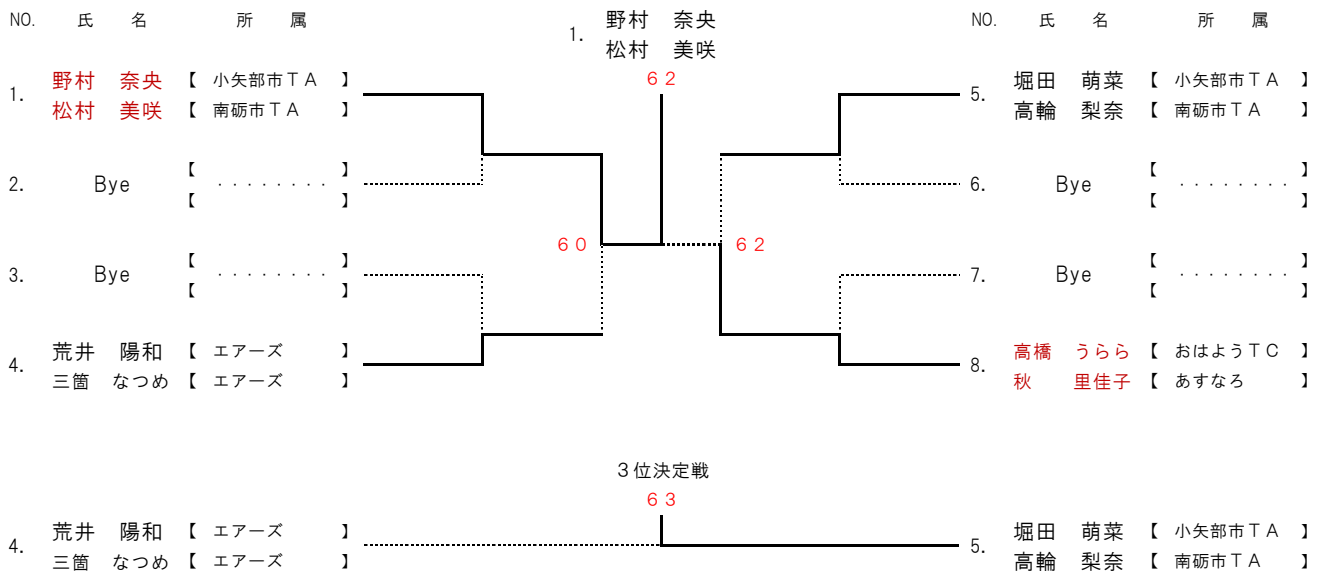 NO. 氏 名 所 属
1. 野村 奈央
松村 美咲
62
NO. 氏 名 所 属
1. 野村 奈央 【 小矢部市TA 】
松村 美咲 【 南砺市TA 】
2. Bye 【 ........ 】
【 】
3. Bye 【 ........ 】
【 】
4. 荒井 陽和 【 エアーズ 】
三箇 なつめ 【 エアーズ 】
60
62
5. 堀田 萌菜 【 小矢部市TA 】
高輪 梨奈 【 南砺市TA 】
6. Bye 【 ........ 】
【 】
7. Bye 【 ........ 】
【 】
8. 高橋 うらら 【 おはようTC 】
秋 里佳子 【 あすなろ 】
3位決定戦
63
4. 荒井 陽和 【 エアーズ 】
三箇 なつめ 【 エアーズ 】
5. 堀田 萌菜 【 小矢部市TA 】
高輪 梨奈 【 南砺市TA 】